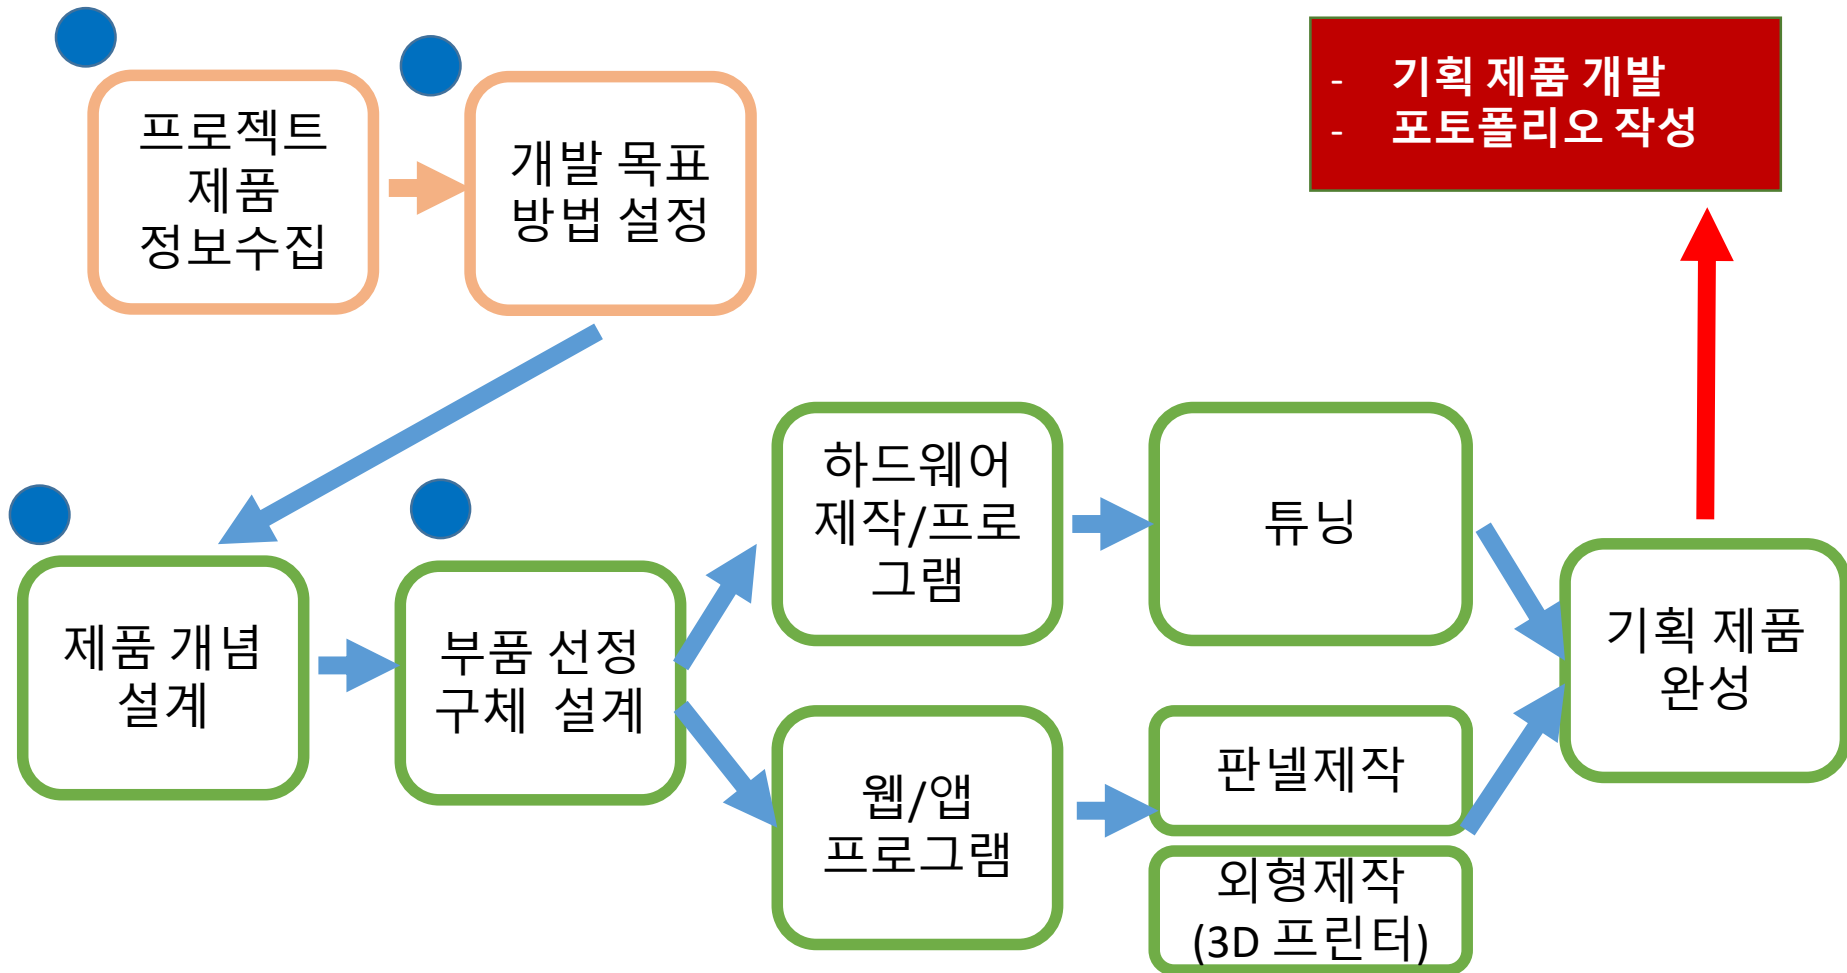 프로젝트
제품
정보수집
개발 목표
방법 설정
- 기획 제품 개발
- 포토폴리오 작성
제품 개념
설계
부품 선정
구체 설계
하드웨어
제작/프로
그램
튜닝
웹/앱
프로그램
판넬제작
외형제작
(3D 프린터)
기획 제품
완성